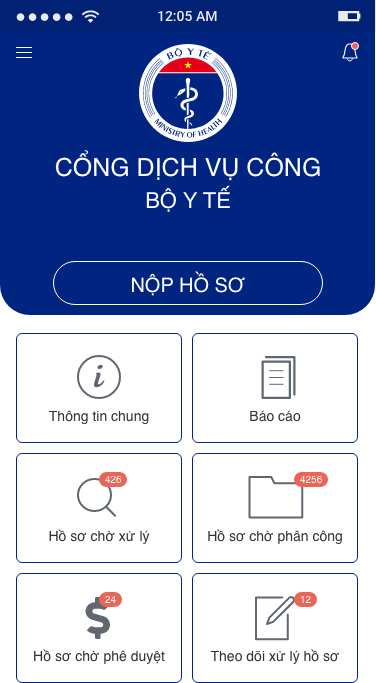 12:05 AM
BỘ Y TẾ
MINISTRY OF HEALTH
CỔNG DỊCH VỤ CÔNG
BỘ Y TẾ
NỘP HỒ SƠ
Thông tin chung
Báo cáo
426
Hồ sơ chờ xử lý
4256
Hồ sơ chờ phân công
24
Hồ sơ chờ phê duyệt
12
Theo dõi xử lý hồ sơ